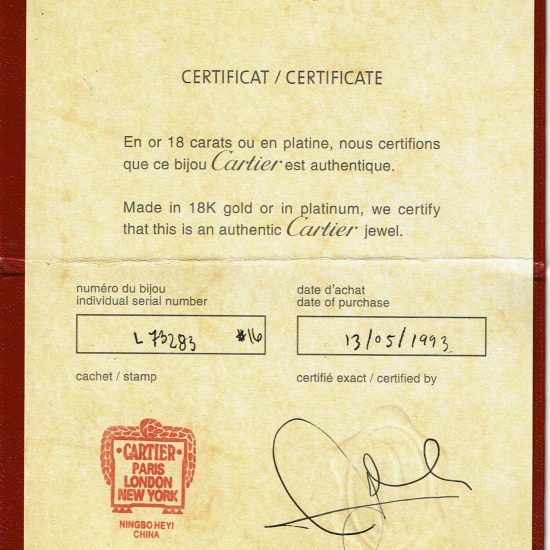 CERTIFICAT / CERTIFICATE
En or 18 carats ou en platine, nous certifions
que ce bijou Cartier est authentique.
Made in 18K gold or in platinum, we certify
that this is an authentic Cartier jewel.
numéro du bijou
individual serial number
L 73283 #16
date d'achat
date of purchase
13/05/1993
cachet / stamp
certifié exact / certified by
CARTIER
PARIS
LONDON
NEW YORK
NINGBO HEYI
CHINA